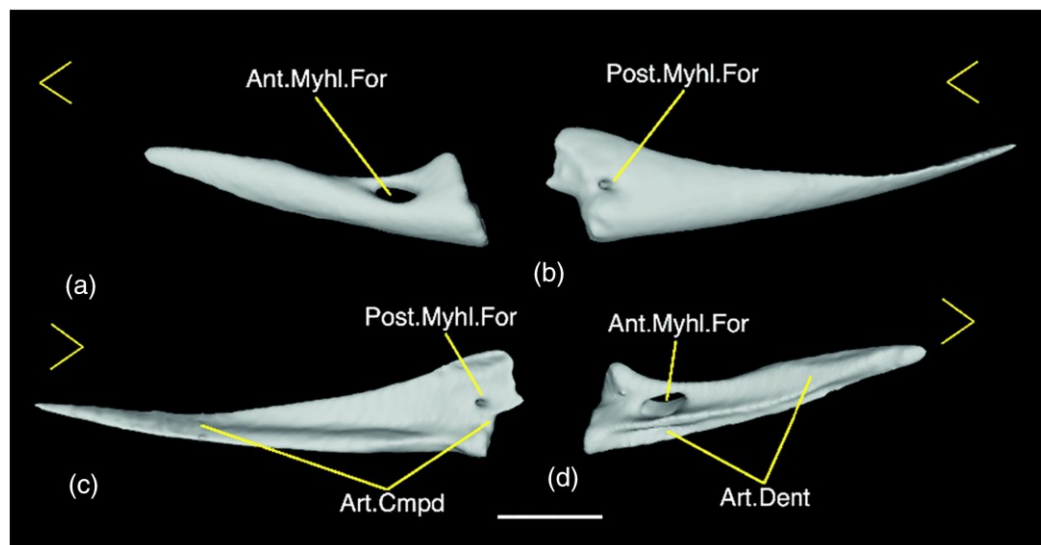 Ant.Myhl.For
Post.Myhl.For
(a)
(b)
Post.Myhl.For
Ant.Myhl.For
(c)
Art.Cmpd
(d)
Art.Dent